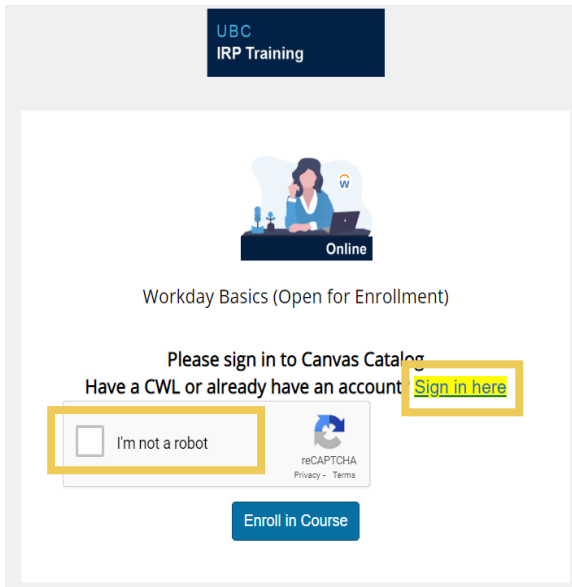 UBC
IRP Training
W
Online
Workday Basics (Open for Enrollment)
Please sign in to Canvas Catalog
Have a CWL or already have an account? Sign in here
I'm not a robot
reCAPTCHA
Privacy - Terms
Enroll in Course